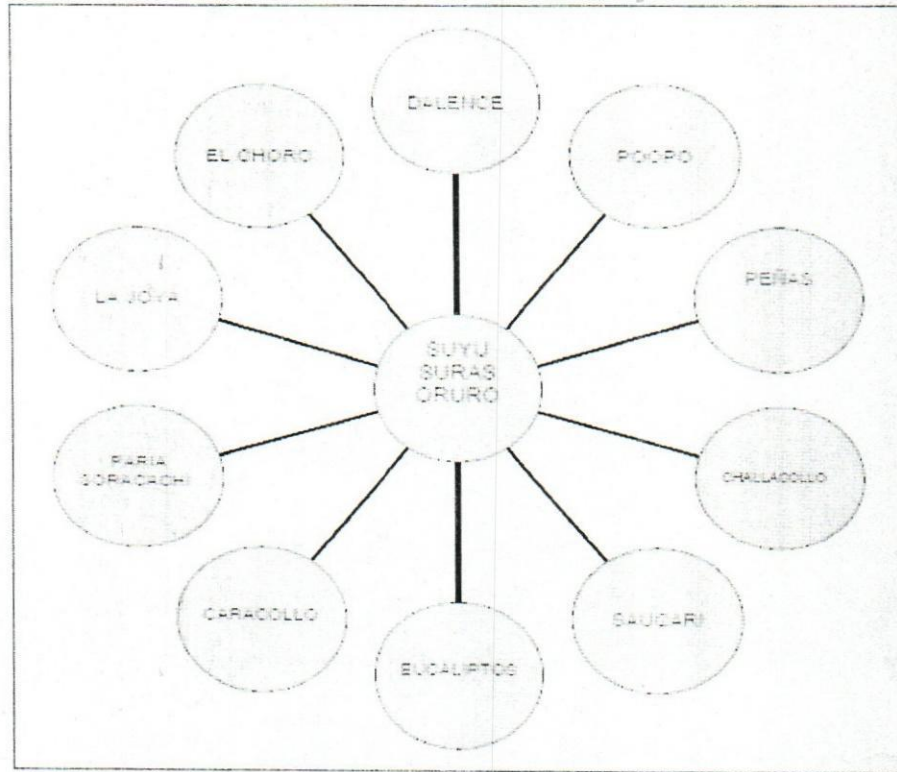 DALENCE
EL CHORO
POOPO
LA JOYA
PEÑAS
SUYU
SURAS
ORURO
PARIA
SORACACHI
CHALLACOLLO
CARACOLLO
SAUCARI
EUCALIPTOS